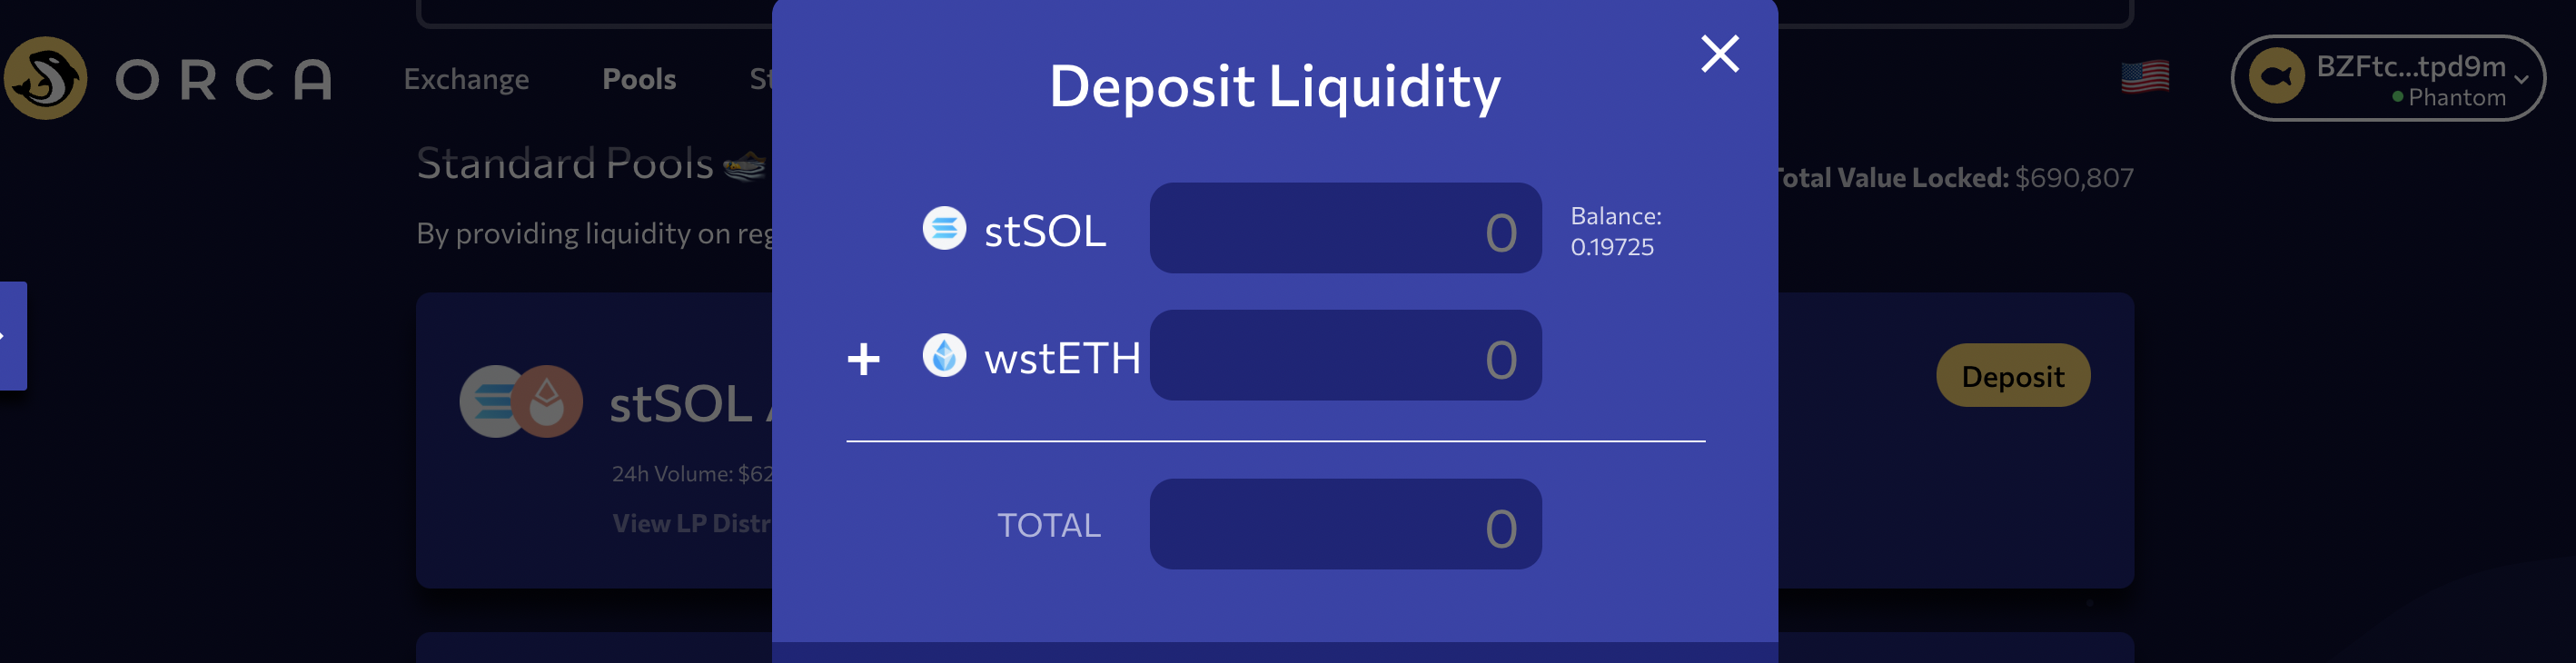 ORCA
Exchange
Pools
St
BZFtc...tpd9m
Phantom
Standard Pools
By providing liquidity on reg
Total Value Locked: $690,807
Deposit Liquidity
stSOL
0
Balance:
0.19725
+
wstETH
0
TOTAL
0
stSOL /
24h Volume: $62
View LP Distr
Deposit